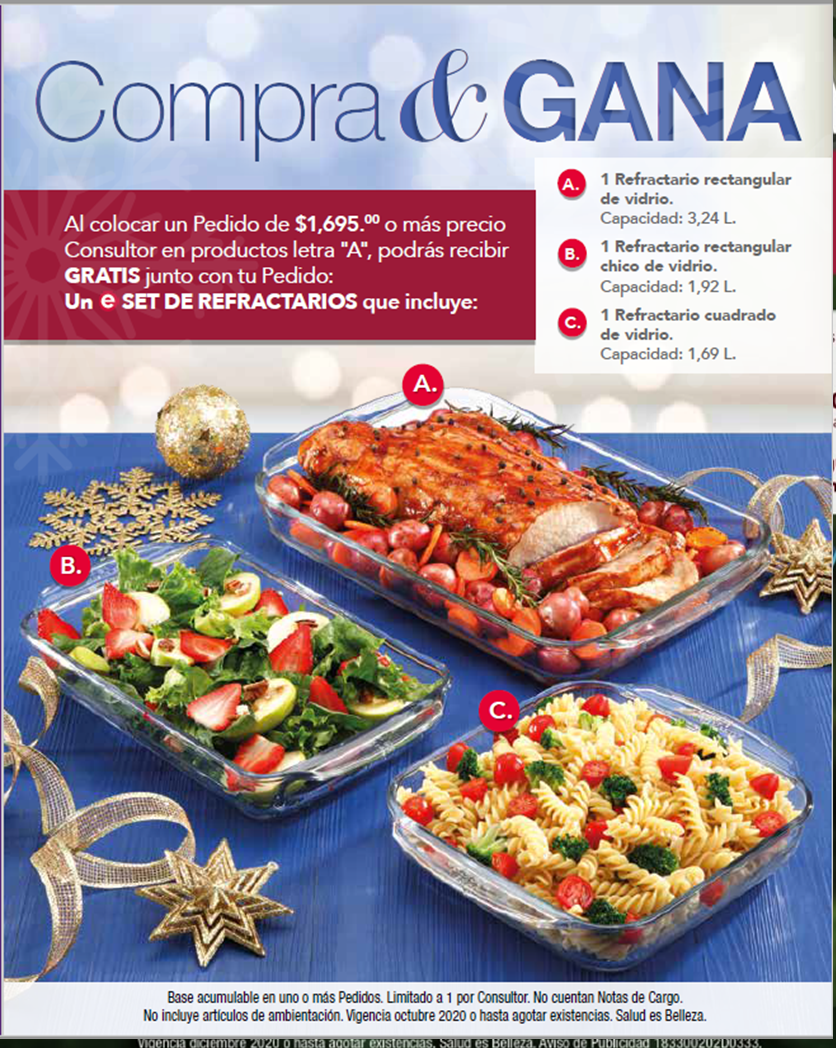 Compra & GANA
Al colocar un Pedido de $1,695.⁰⁰ o más precio
Consultor en productos letra "A", podrás recibir
GRATIS junto con tu Pedido:
Un e SET DE REFRACTARIOS que incluye:
A. 1 Refractario rectangular
de vidrio.
Capacidad: 3,24 L.
B. 1 Refractario rectangular
chico de vidrio.
Capacidad: 1,92 L.
C. 1 Refractario cuadrado
de vidrio.
Capacidad: 1,69 L.
A.
B.
C.
Base acumulable en uno o más Pedidos. Limitado a 1 por Consultor. No cuentan Notas de Cargo.
No incluye artículos de ambientación. Vigencia octubre 2020 o hasta agotar existencias. Salud es Belleza.
Vigencia diciembre 2020 o hasta agotar existencias. Salud es Belleza. Aviso de Publicidad 183300202D0333.